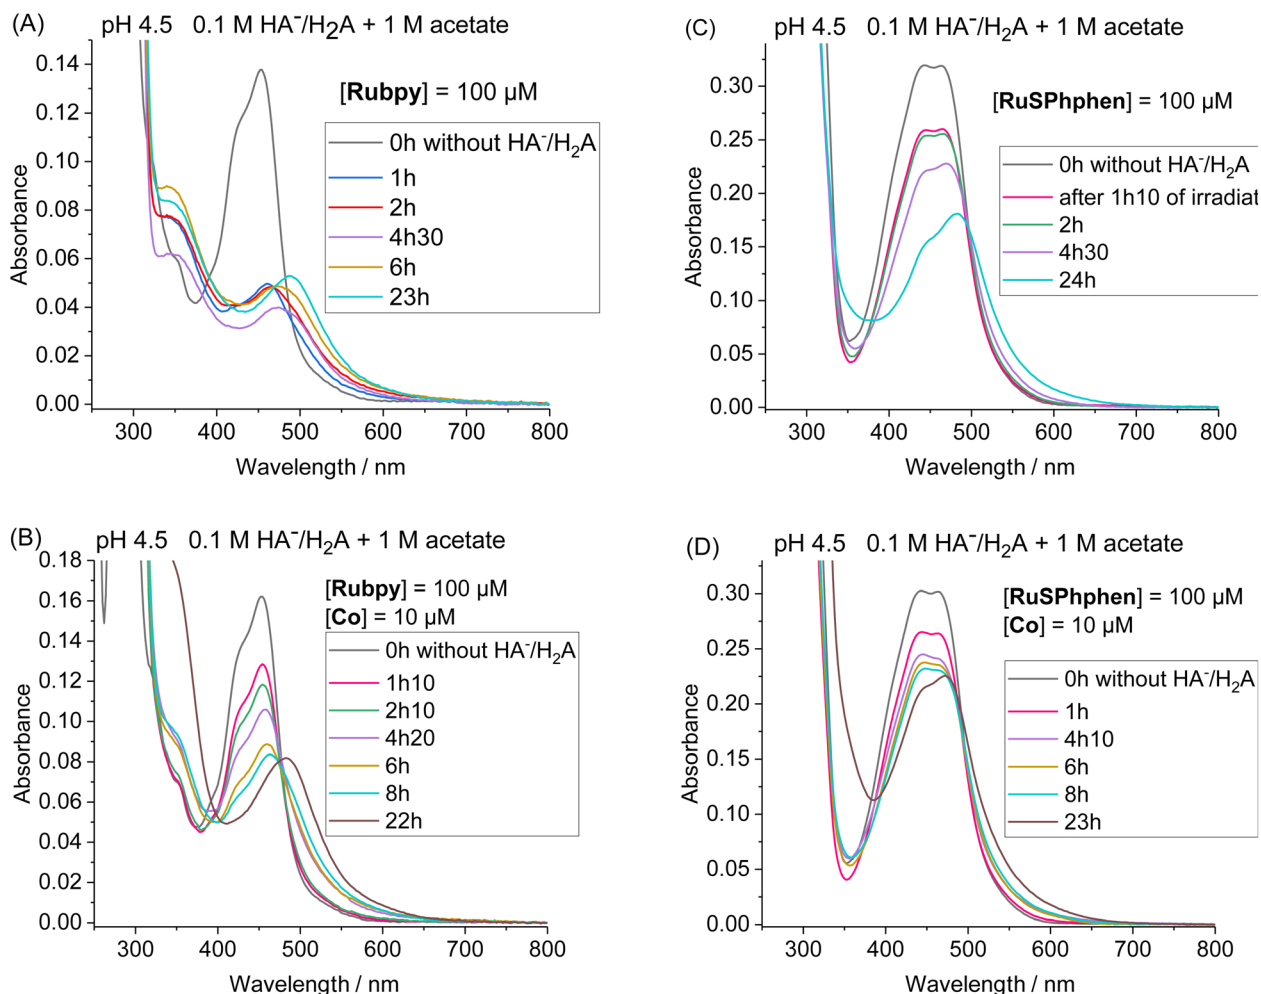 (A)
pH 4.5 0.1 M HA⁻/H₂A + 1 M acetate
[Rubpy] = 100 µM
0h without HA⁻/H₂A
1h
2h
4h30
6h
23h
Absorbance
0.14
0.12
0.10
0.08
0.06
0.04
0.02
0.00
300 400 500 600 700 800
Wavelength / nm
(C)
pH 4.5 0.1 M HA⁻/H₂A + 1 M acetate
[RuSPhphen] = 100 µM
0h without HA⁻/H₂A
after 1h10 of irradiat
2h
4h30
24h
Absorbance
0.30
0.25
0.20
0.15
0.10
0.05
0.00
300 400 500 600 700 800
Wavelength / nm
(B)
pH 4.5 0.1 M HA⁻/H₂A + 1 M acetate
[Rubpy] = 100 µM
[Co] = 10 µM
0h without HA⁻/H₂A
1h10
2h10
4h20
6h
8h
22h
Absorbance
0.18
0.16
0.14
0.12
0.10
0.08
0.06
0.04
0.02
0.00
300 400 500 600 700 800
Wavelength / nm
(D)
pH 4.5 0.1 M HA⁻/H₂A + 1 M acetate
[RuSPhphen] = 100 µM
[Co] = 10 µM
0h without HA⁻/H₂A
1h
4h10
6h
8h
23h
Absorbance
0.30
0.25
0.20
0.15
0.10
0.05
0.00
300 400 500 600 700 800
Wavelength / nm